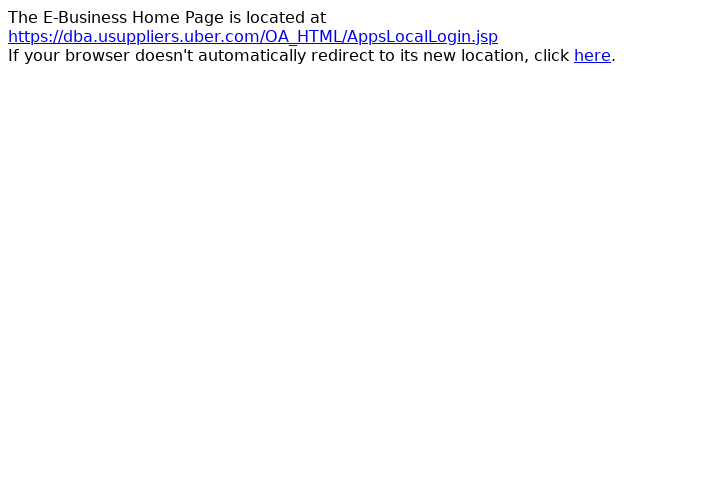 The E-Business Home Page is located at
https://dba.usuppliers.uber.com/OA_HTML/AppsLocalLogin.jsp
If your browser doesn't automatically redirect to its new location, click here.